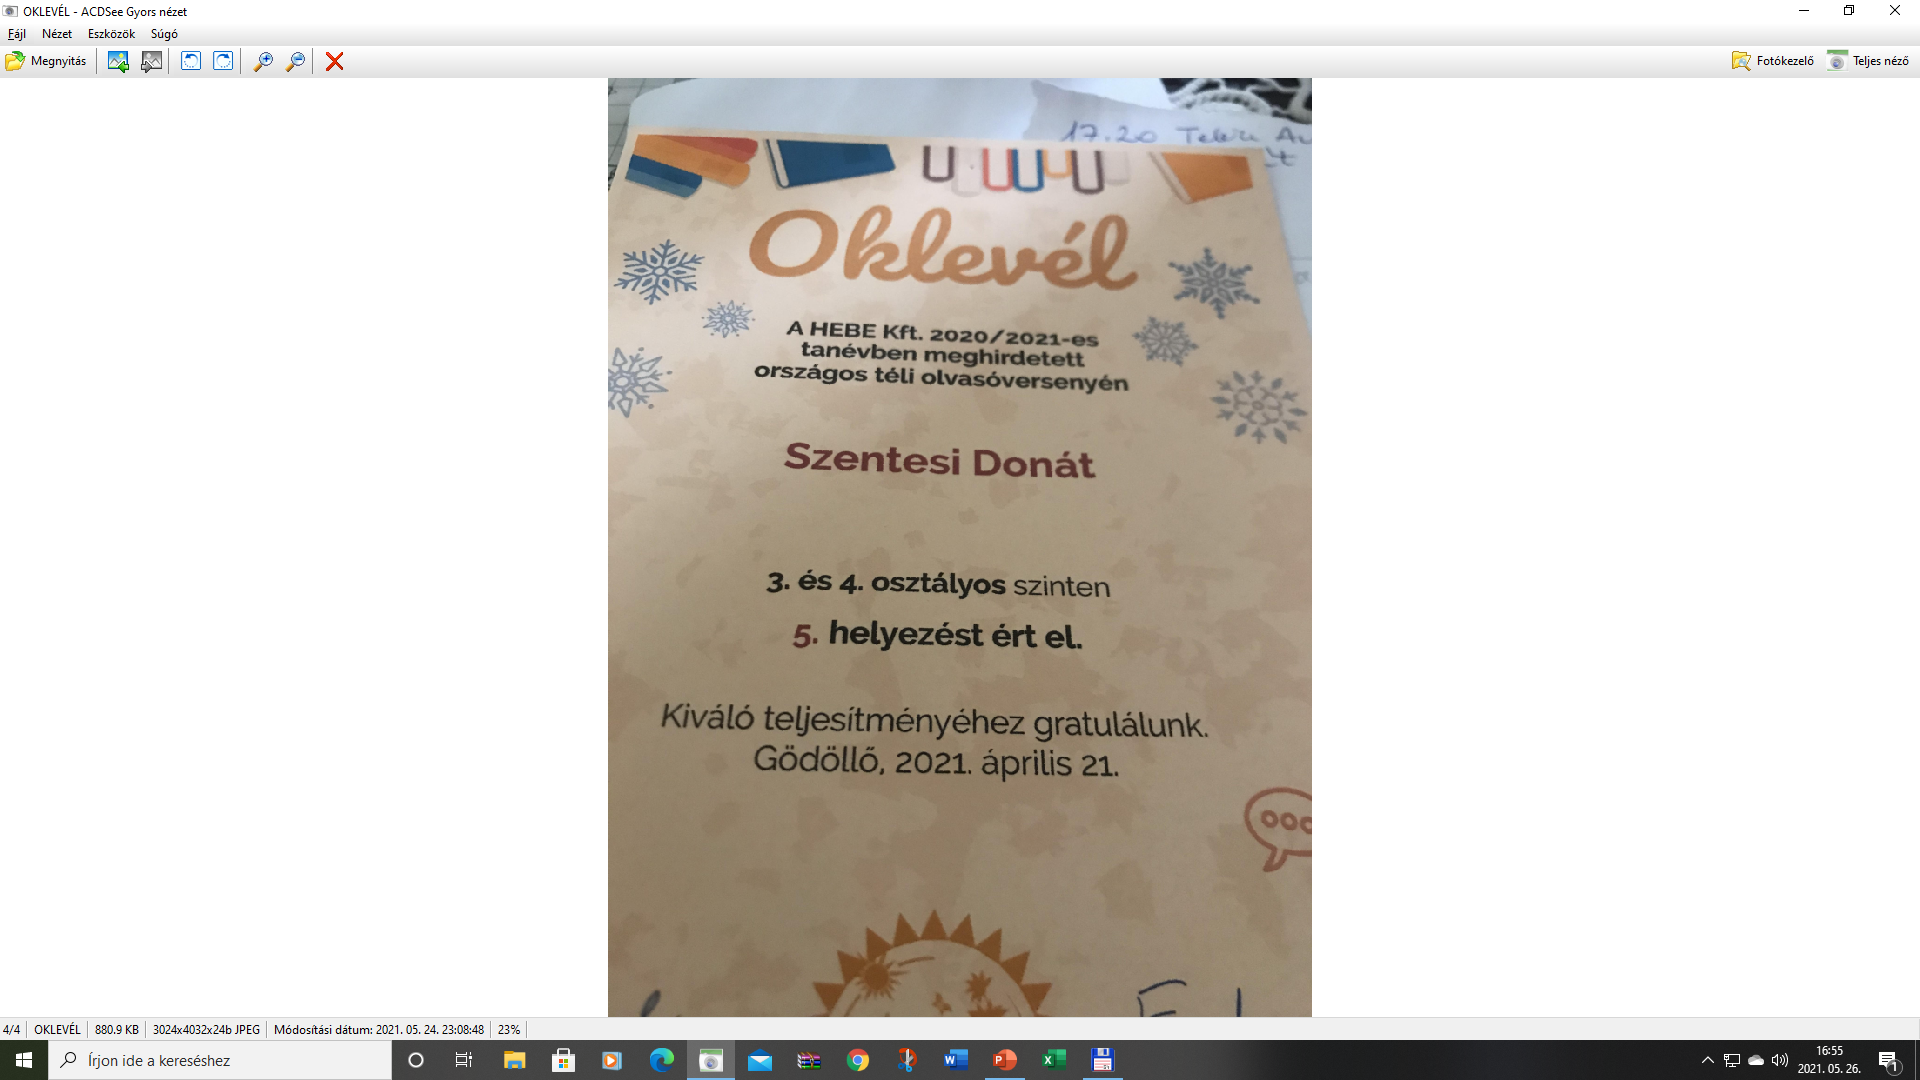 OKLEVÉL - ACDSee Gyors nézet
Fájl Nézet Eszközök Súgó
Megnyitás
Fotókezelő Teljes néző
17.20
Oklevél
A HEBE Kft. 2020/2021-es
tanévben meghirdetett
országos téli olvasóversenyén
Szentesi Donát
3. és 4. osztályos szinten
5. helyezést ért el.
Kiváló teljesítményéhez gratulálunk.
Gödöllő, 2021. április 21.
4/4 OKLEVÉL 880.9 KB 3024x4032x24b JPEG Módosítási dátum: 2021. 05. 24. 23:08:48 23%
Írjon ide a kereséshez
16:55
2021. 05. 26.
1